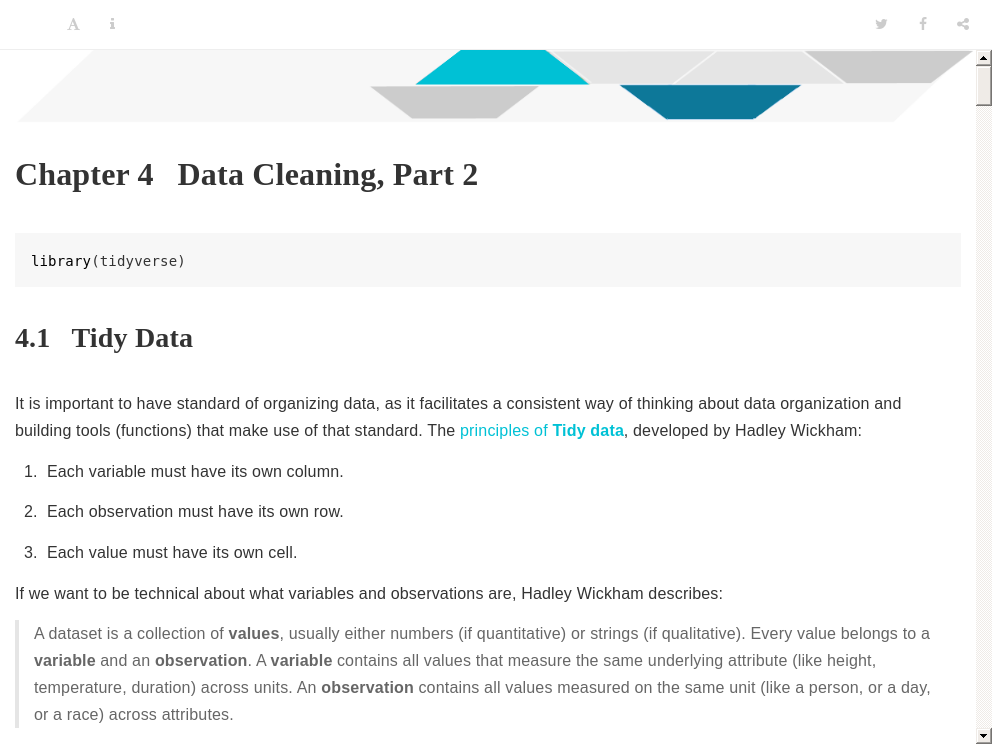 Chapter 4 Data Cleaning, Part 2
library(tidyverse)
4.1 Tidy Data
It is important to have standard of organizing data, as it facilitates a consistent way of thinking about data organization and
building tools (functions) that make use of that standard. The principles of Tidy data, developed by Hadley Wickham:
1. Each variable must have its own column.
2. Each observation must have its own row.
3. Each value must have its own cell.
If we want to be technical about what variables and observations are, Hadley Wickham describes:
A dataset is a collection of values, usually either numbers (if quantitative) or strings (if qualitative). Every value belongs to a
variable and an observation. A variable contains all values that measure the same underlying attribute (like height,
temperature, duration) across units. An observation contains all values measured on the same unit (like a person, or a day,
or a race) across attributes.